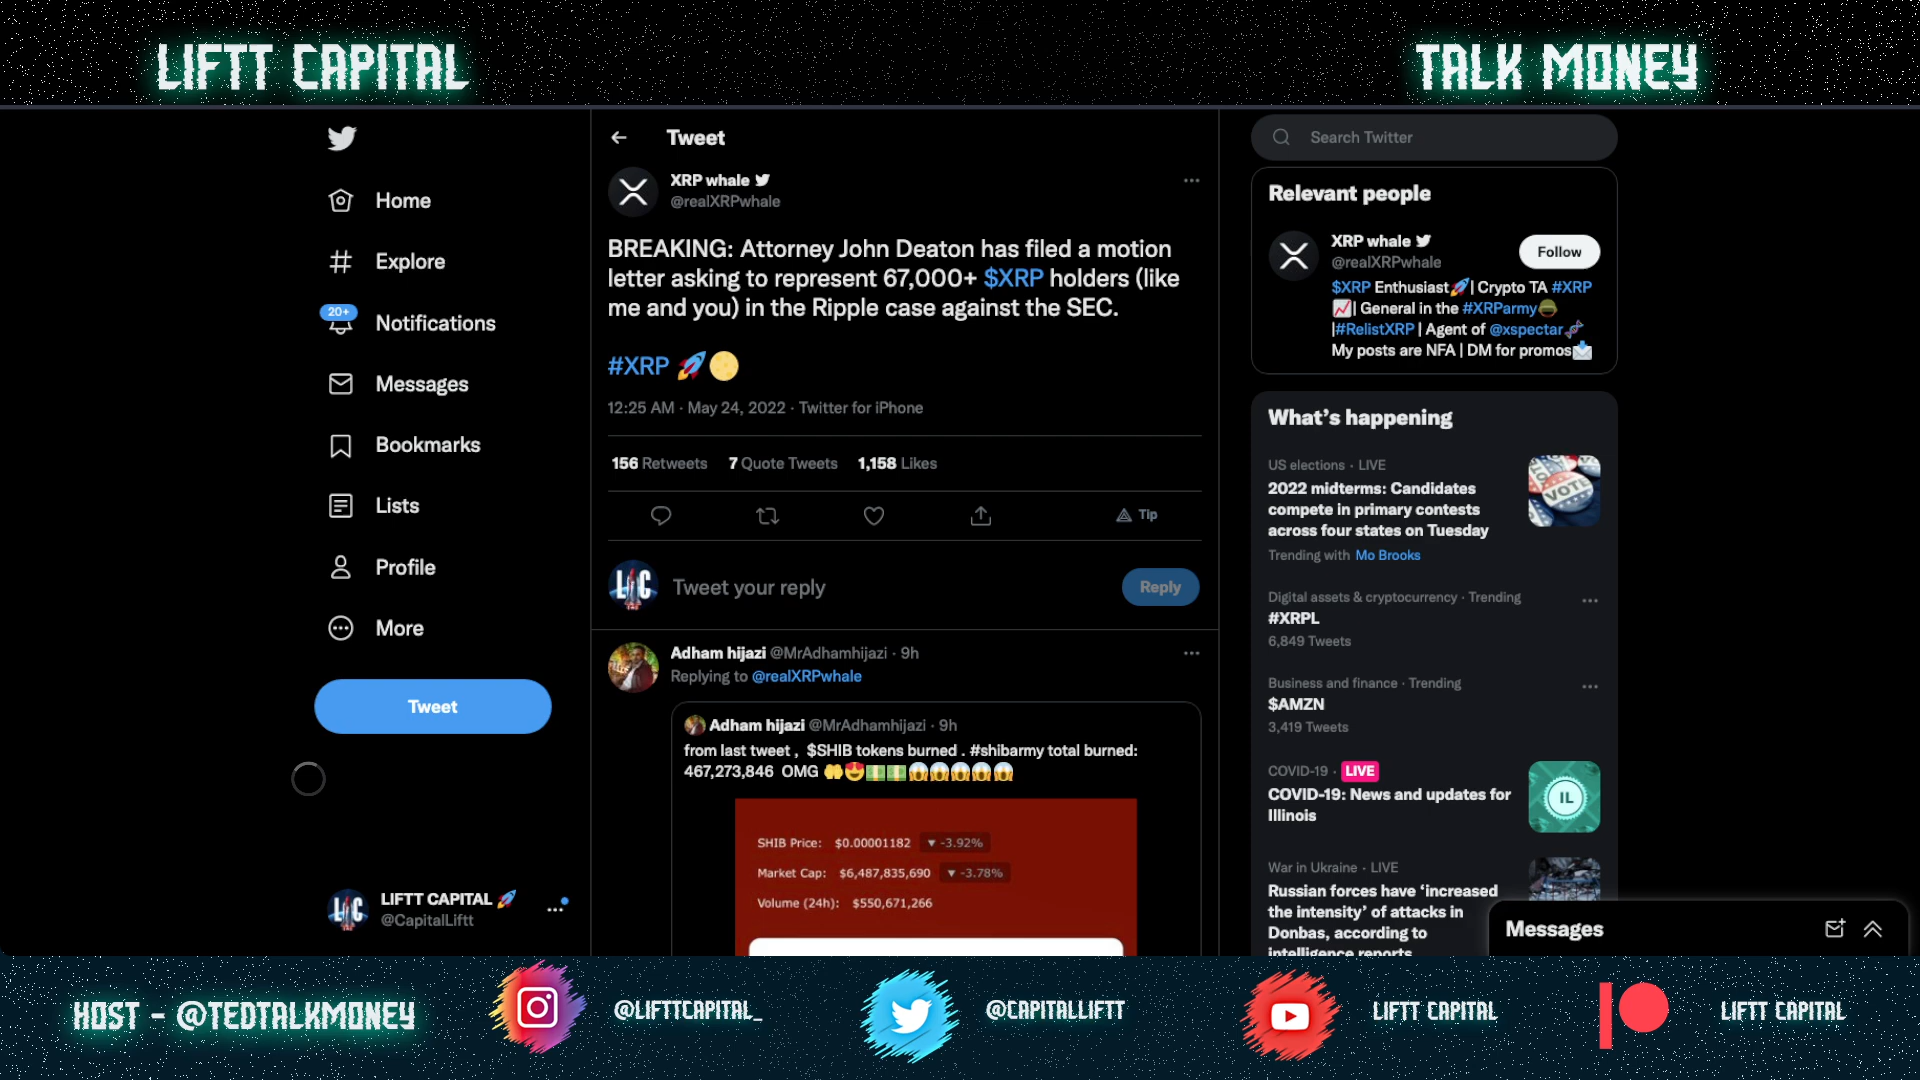 LIFTT CAPITAL
TALK MONEY
Home
Explore
20+
Notifications
Messages
Bookmarks
Lists
Profile
More
Tweet
LIFTT CAPITAL 🚀
@CapitalLiftt
Tweet
XRP whale
@realXRPwhale
BREAKING: Attorney John Deaton has filed a motion
letter asking to represent 67,000+ $XRP holders (like
me and you) in the Ripple case against the SEC.
#XRP 🚀🌕
12:25 AM · May 24, 2022 · Twitter for iPhone
156 Retweets 7 Quote Tweets 1,158 Likes
Tip
L/C
Tweet your reply
Reply
Adham hijazi @MrAdhamhijazi · 9h
Replying to @realXRPwhale
Adham hijazi @MrAdhamhijazi · 9h
from last tweet , $SHIB tokens burned . #shibarmy total burned:
467,273,846 OMG 🤲😍💵💵😱😱😱😱😱
SHIB Price: $0.00001182 ▼ -3.92%
Market Cap: $6,487,835,690 ▼ -3.78%
Volume (24h): $550,671,266
Search Twitter
Relevant people
XRP whale
@realXRPwhale
Follow
$XRP Enthusiast🚀| Crypto TA #XRP
📈| General in the #XRParmy🪖
|#RelistXRP | Agent of @xspectar🧬
My posts are NFA | DM for promos📩
What's happening
US elections · LIVE
2022 midterms: Candidates
compete in primary contests
across four states on Tuesday
Trending with Mo Brooks
VOTE
Digital assets & cryptocurrency · Trending
#XRPL
6,849 Tweets
Business and finance · Trending
$AMZN
3,419 Tweets
COVID-19 · LIVE
COVID-19: News and updates for
Illinois
IL
War in Ukraine · LIVE
Russian forces have ‘increased
the intensity’ of attacks in
Donbas, according to
intelligence reports
Messages
HOST - @TEDTALKMONEY
@LIFTTCAPITAL_
@CAPITALLIFTT
LIFTT CAPITAL
LIFTT CAPITAL